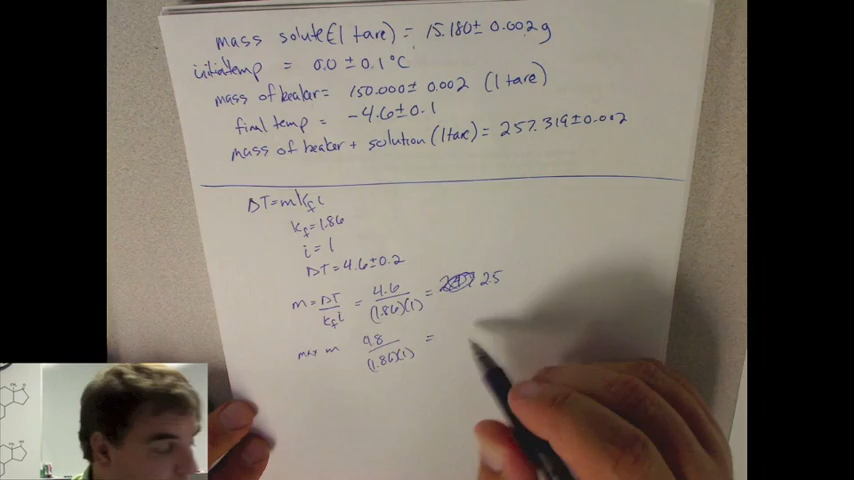 mass solute (1 tare) = 15.180 ± 0.002 g
initial temp = 0.0 ± 0.1 °C
mass of beaker = 150.000 ± 0.002 (1 tare)
final temp = -4.6 ± 0.1
mass of beaker + solution (1 tare) = 257.319 ± 0.002
ΔT = m kf i
kf = 1.86
i = 1
ΔT = 4.6 ± 0.2
m = ΔT / kf i = 4.6 / (1.86)(1) = 2.5
max m 4.8 / (1.86)(1) =